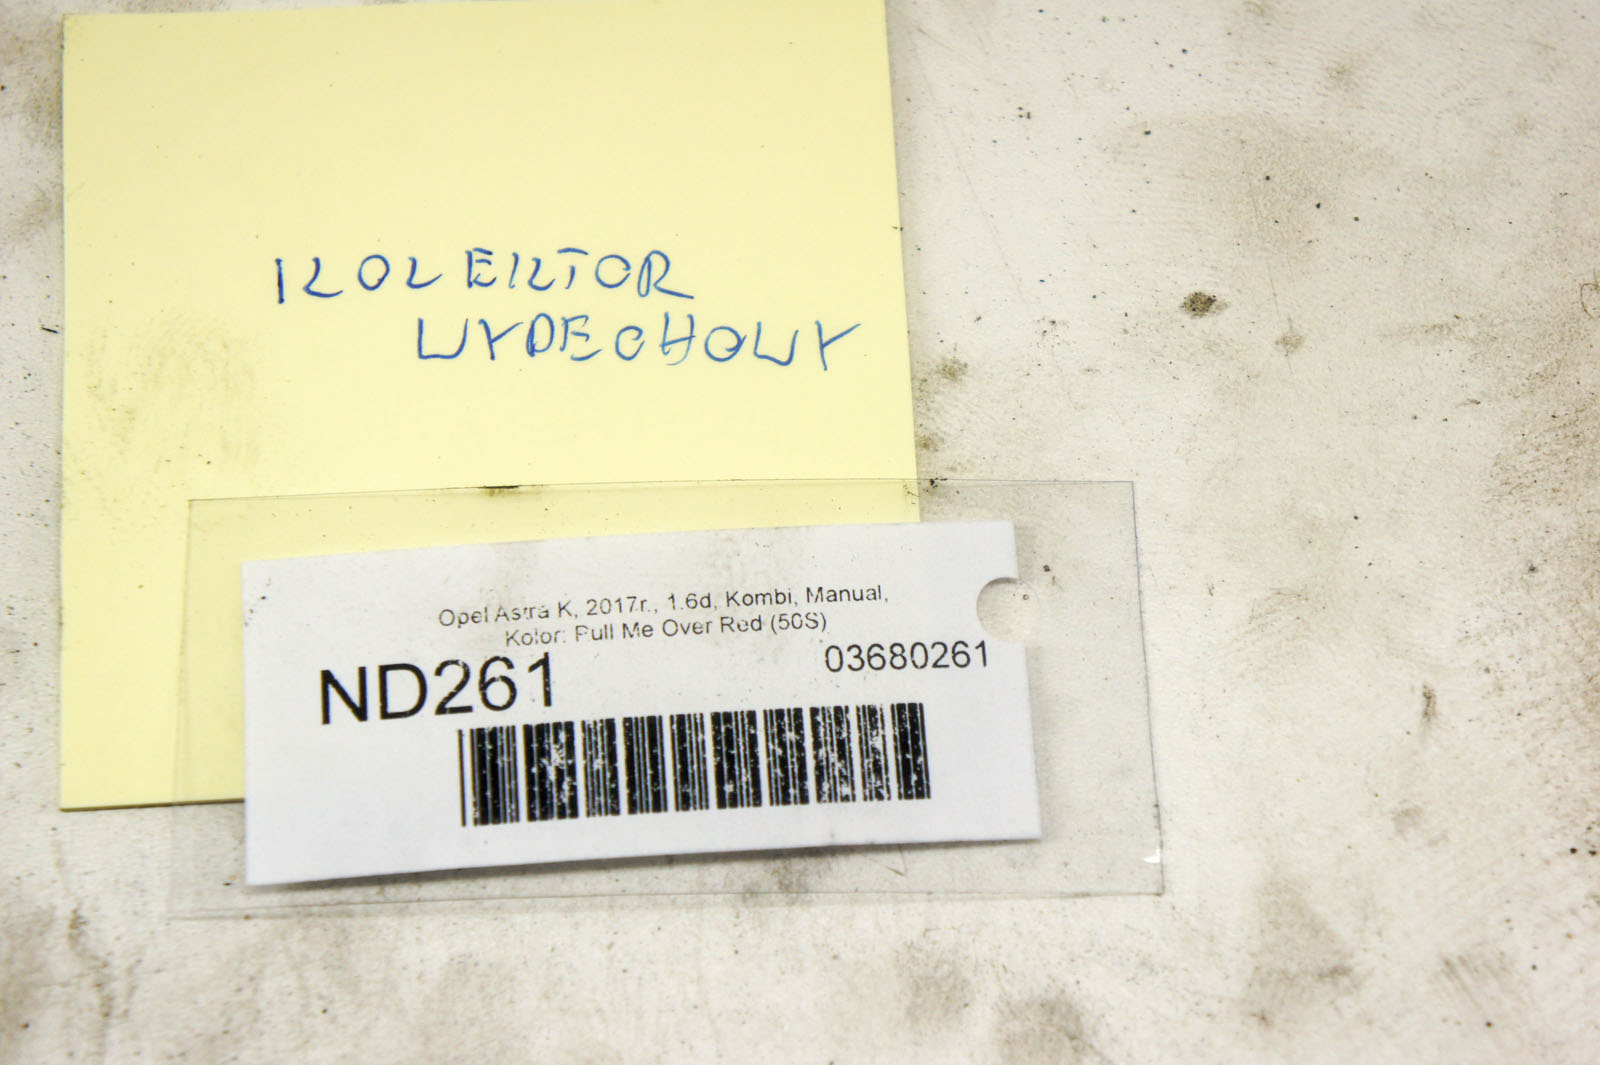 KOLEKTOR
WYDECHOWY
Opel Astra K, 2017r., 1.6d, Kombi, Manual,
Kolor: Pull Me Over Red (50S)
03680261
ND261